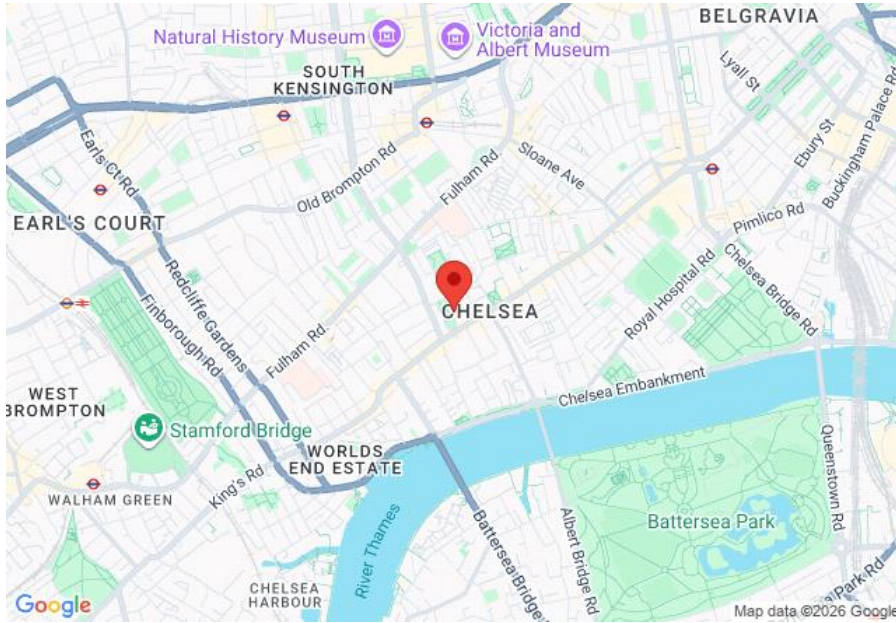 BELGRAVIA
Natural History Museum
Victoria and
Albert Museum
Lyall St
SOUTH
KENSINGTON
Buckingham Palace Rd
Ebury St
Earls Ct Rd
Sloane Ave
Old Brompton Rd
Fulham Rd
EARL'S COURT
Pimlico Rd
Redcliffe Gardens
Chelsea Bridge Rd
Royal Hospital Rd
Finborough Rd
CHELSEA
Fulham Rd
WEST
BROMPTON
Chelsea Embankment
Stamford Bridge
WORLDS
END ESTATE
Queenstown Rd
King's Rd
WALHAM GREEN
River Thames
Battersea Bridge
Albert Bridge Rd
Battersea Park
Park Rd
CHELSEA
HARBOUR
Google
Map data ©2026 Google